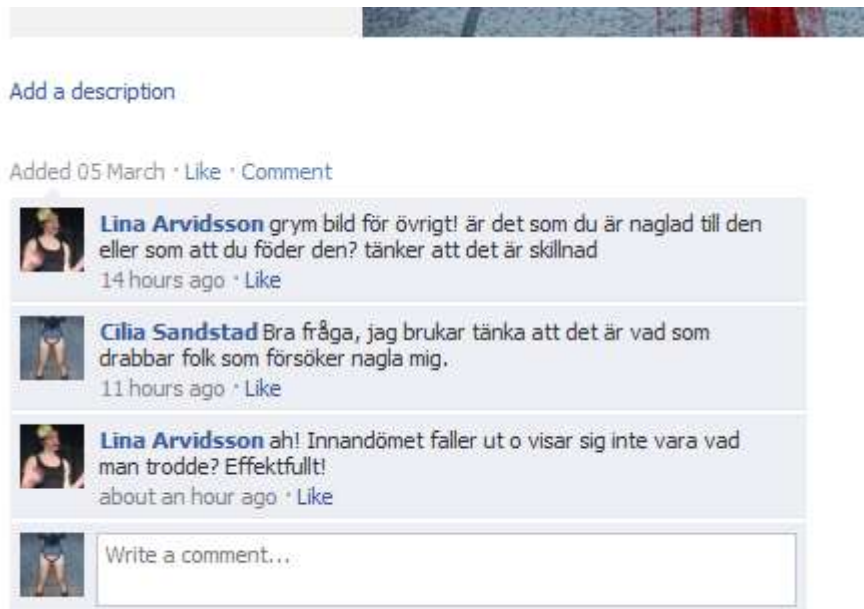 Add a description
Added 05 March · Like · Comment
Lina Arvidsson grym bild för övrigt! är det som du är naglad till den
eller som att du föder den? tänker att det är skillnad
14 hours ago · Like
Cilia Sandstad Bra fråga, jag brukar tänka att det är vad som
drabbar folk som försöker nagla mig.
11 hours ago · Like
Lina Arvidsson ah! Innandömet faller ut o visar sig inte vara vad
man trodde? Effektfullt!
about an hour ago · Like
Write a comment...